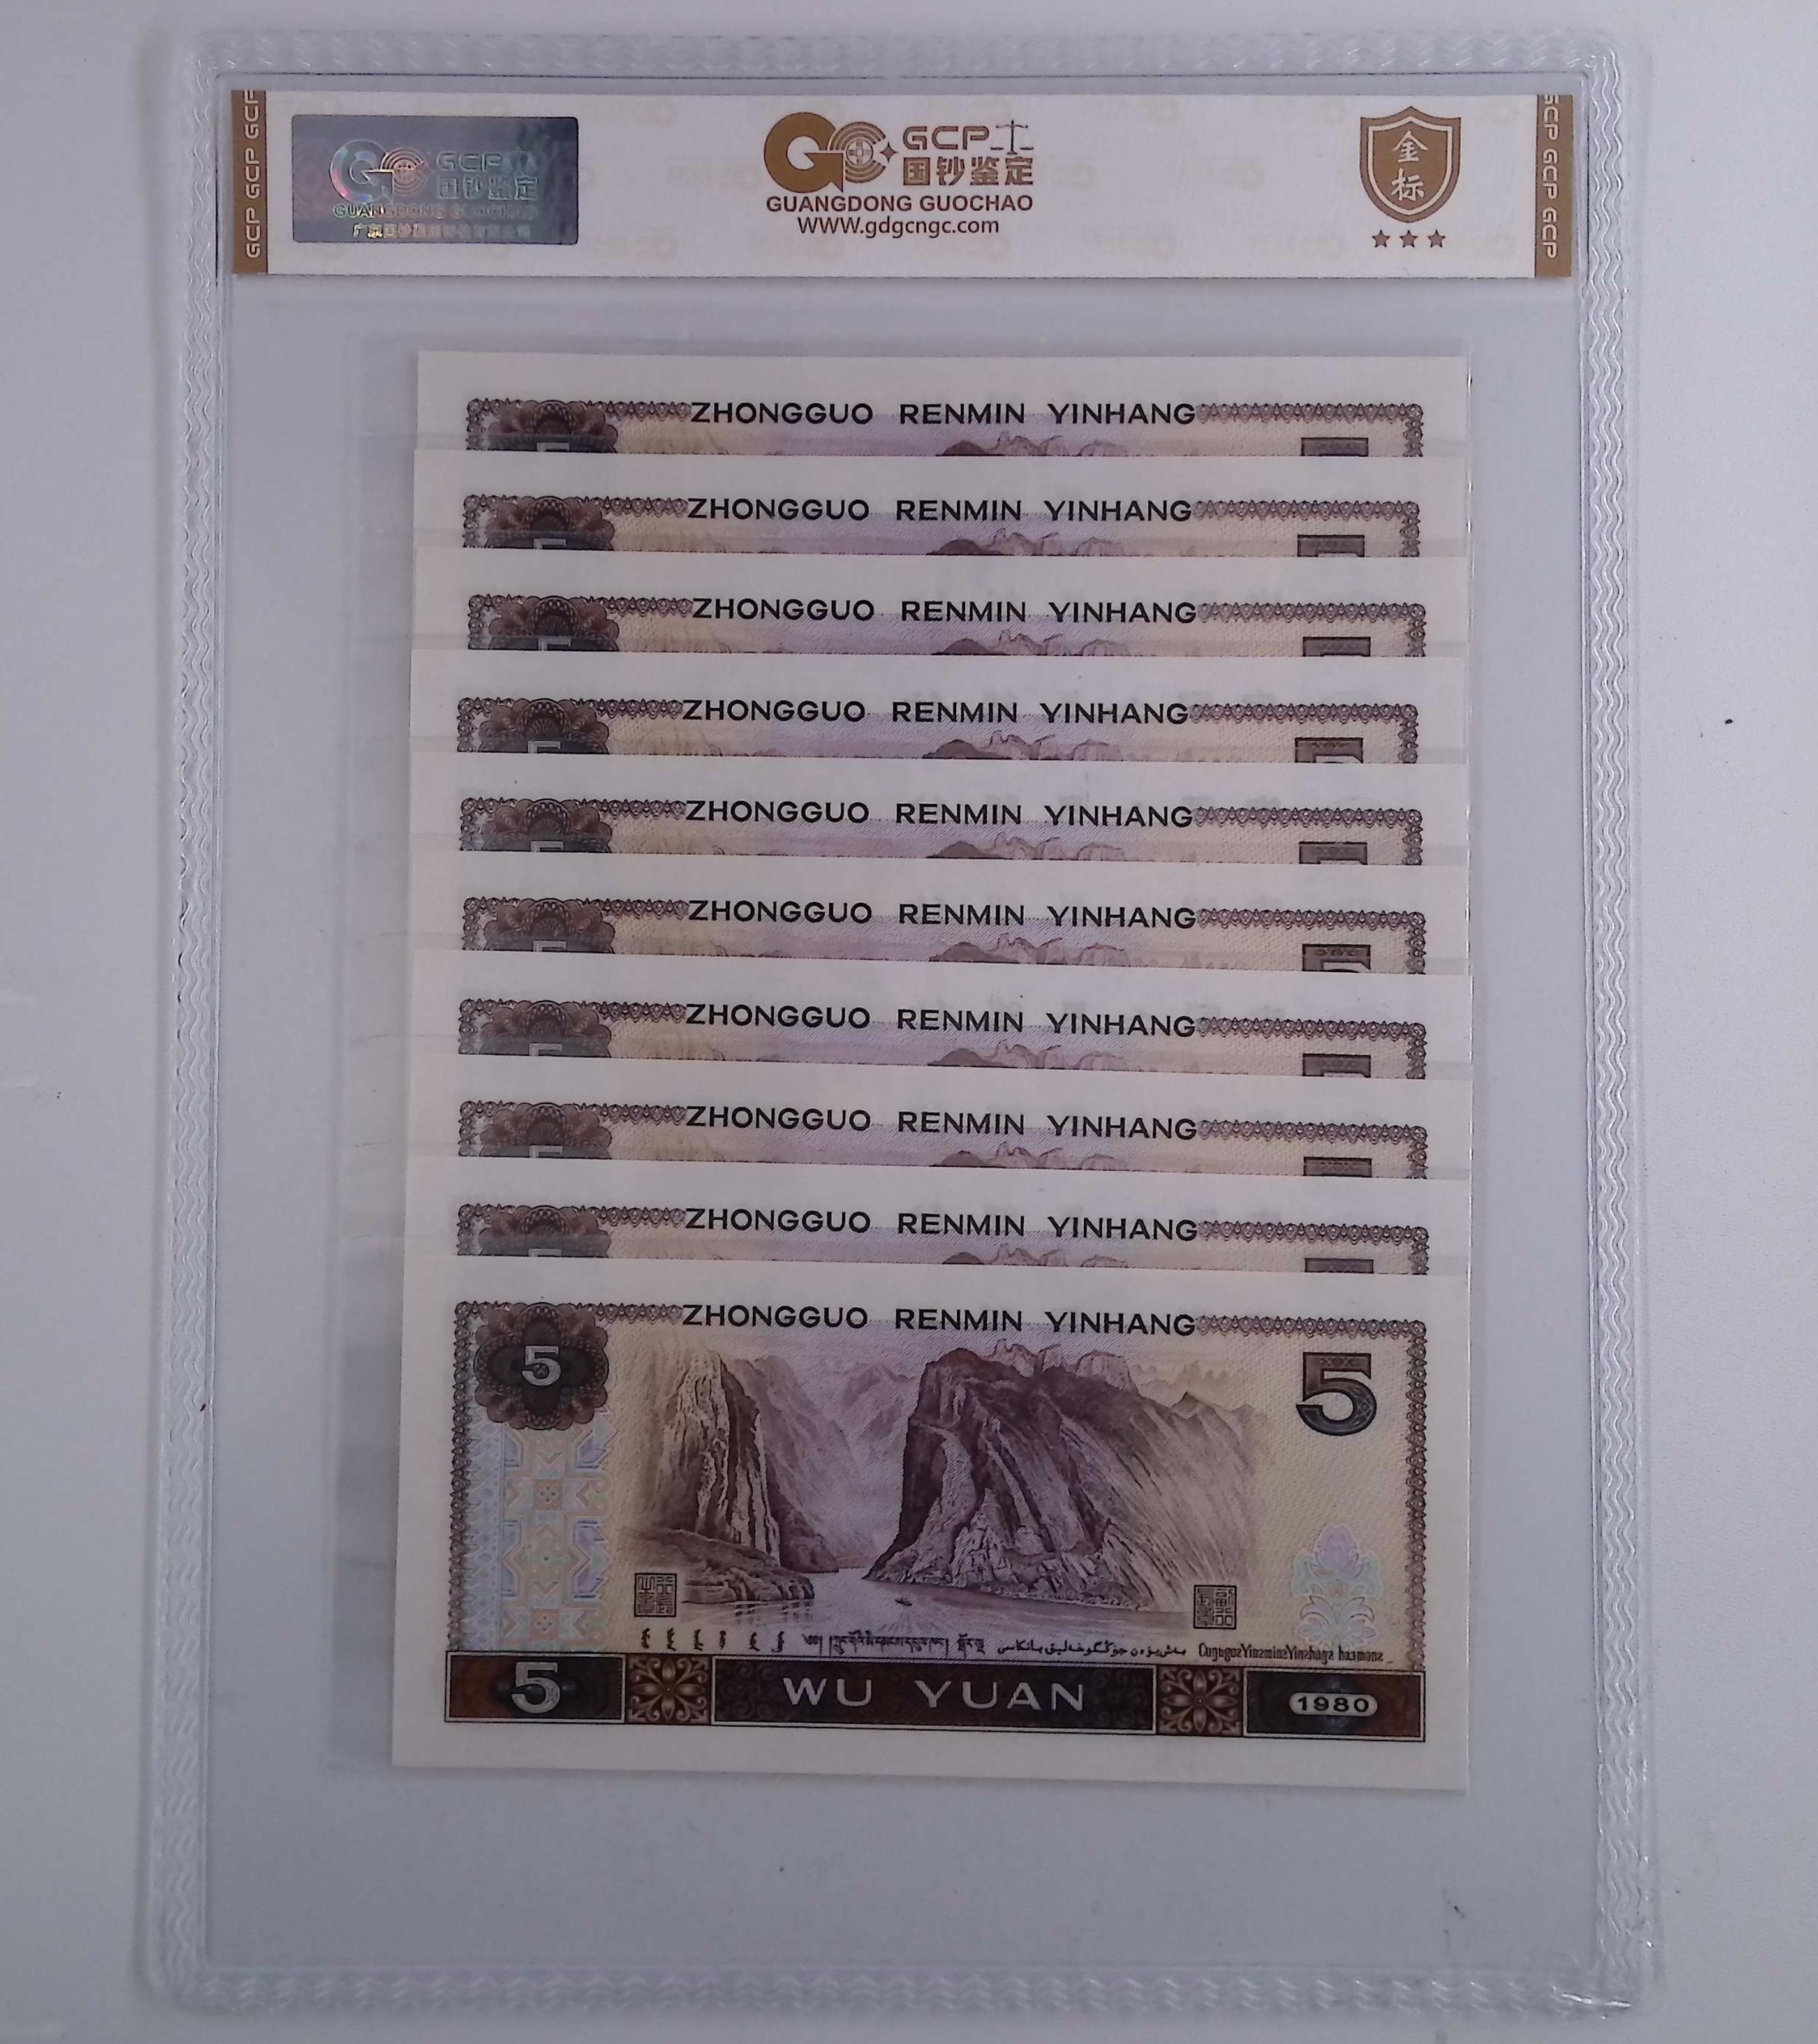 GCP GCP GCP
GCP
国钞鉴定
GUANGDONG GUOCHAO
GCP
国钞鉴定
GUANGDONG GUOCHAO
WWW.gdgcngc.com
金
标
GCP GCP GCP
ZHONGGUO RENMIN YINHANG
ZHONGGUO RENMIN YINHANG
ZHONGGUO RENMIN YINHANG
ZHONGGUO RENMIN YINHANG
ZHONGGUO RENMIN YINHANG
ZHONGGUO RENMIN YINHANG
ZHONGGUO RENMIN YINHANG
ZHONGGUO RENMIN YINHANG
ZHONGGUO RENMIN YINHANG
ZHONGGUO RENMIN YINHANG
5
5
5 WU YUAN 1980